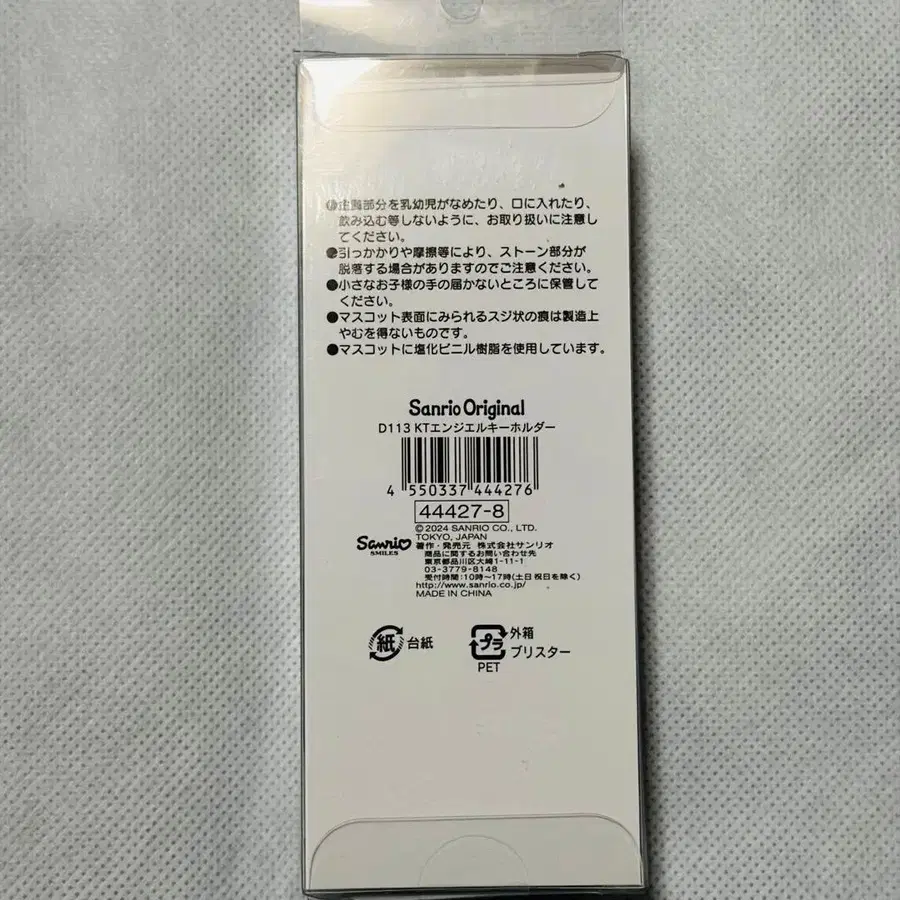 ●金属部分を乳幼児がなめたり、口に入れたり、
飲み込む等しないように、お取り扱いに注意し
てください。
●引っかかりや摩擦等により、ストーン部分が
脱落する場合がありますのでご注意ください。
●小さなお子様の手の届かないところに保管して
ください。
●マスコット表面にみられるスジ状の痕は製造上
やむを得ないものです。
●マスコットに塩化ビニル樹脂を使用しています。
Sanrio Original
D113 KTエンジェルキーホルダー
4 550337 444276
44427-8
© 2024 SANRIO CO., LTD.
TOKYO, JAPAN
Sanrio
SMILES
著作・発売元 株式会社サンリオ
商品に関するお問い合わせ先
東京都品川区大崎1-11-1
03-3779-8148
受付時間:10時～17時(土日祝日を除く)
http://www.sanrio.co.jp/
MADE IN CHINA
紙 台紙
プラ 外箱
ブリスター
PET